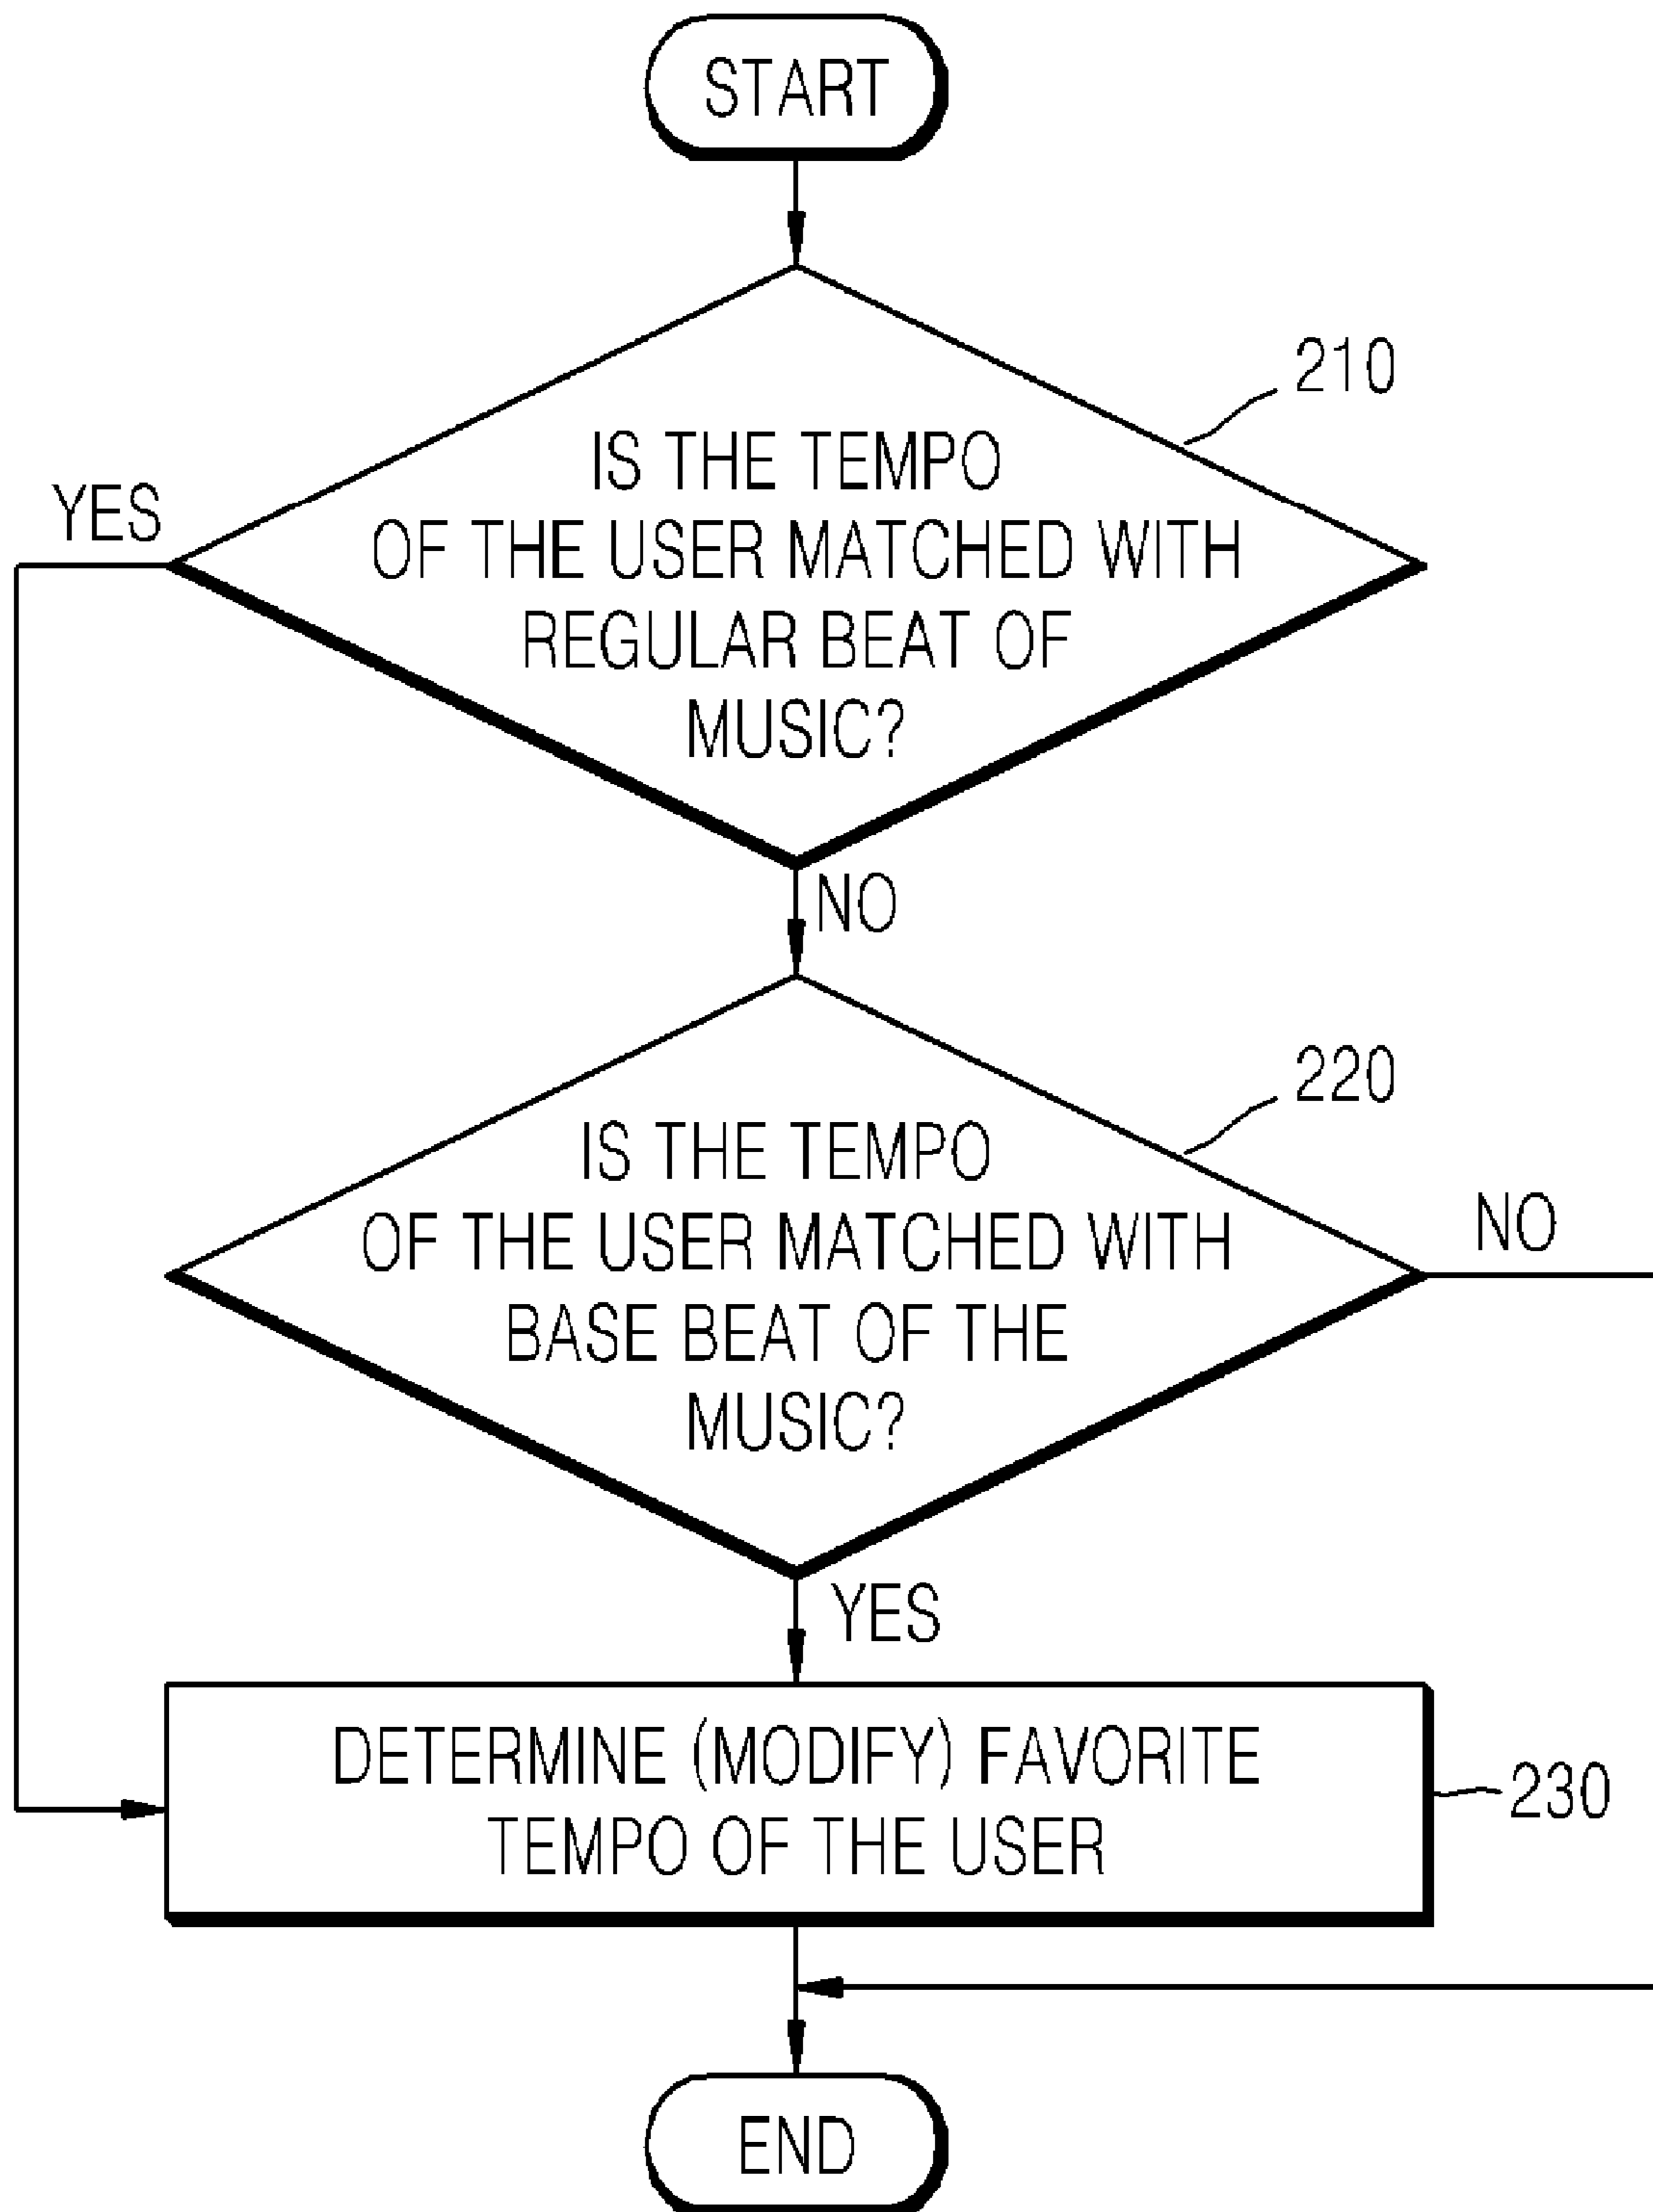 START
210
IS THE TEMPO
YES
OF THE USER MATCHED WITH
REGULAR BEAT OF
MUSIC?
NO
220
IS THE TEMPO
OF THE USER MATCHED WITH
NO
BASE BEAT OF THE
MUSIC?
YES
DETERMINE (MODIFY) FAVORITE
230
TEMPO OF THE USER
END